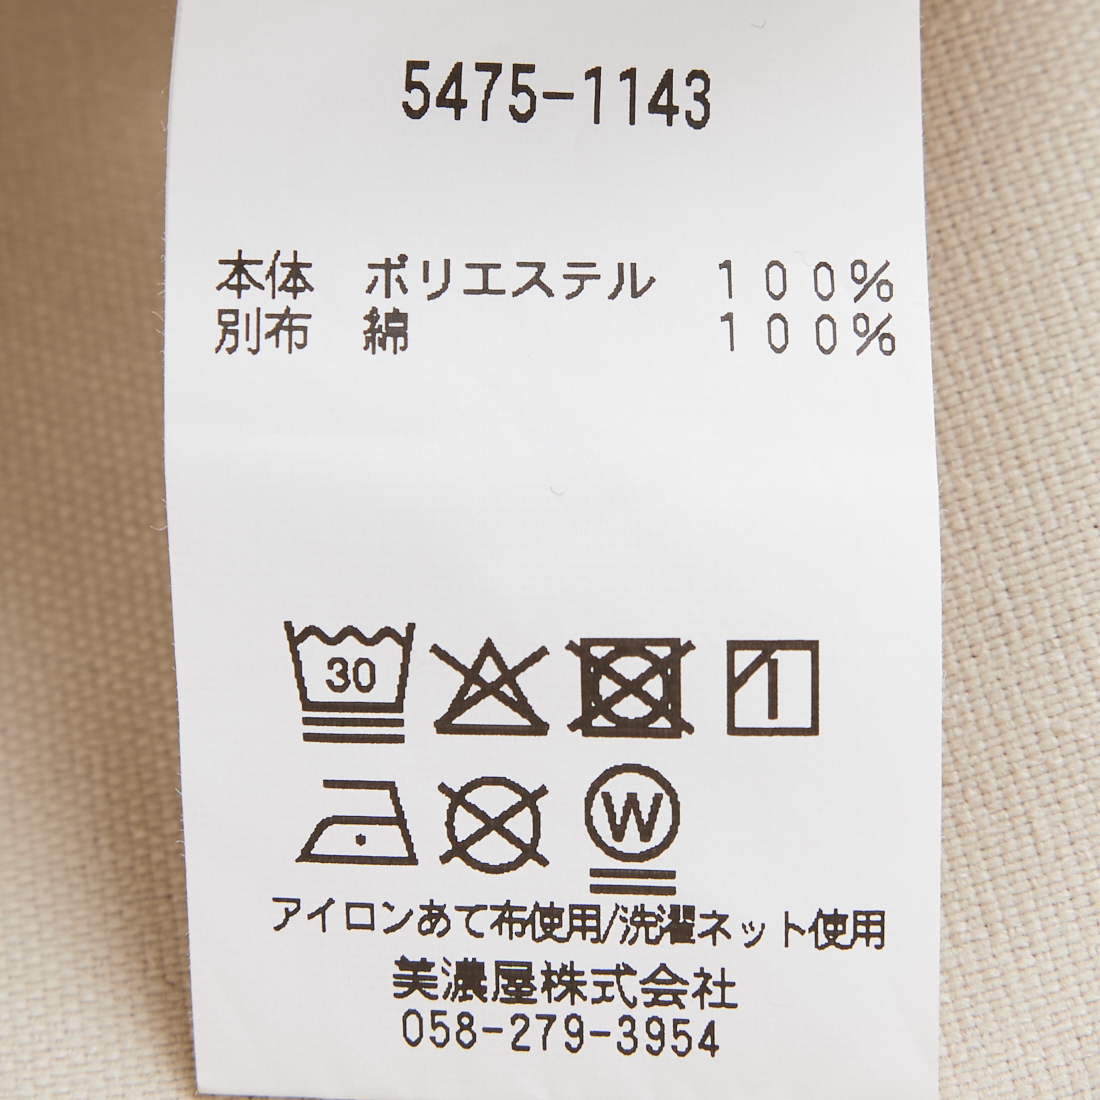 5475-1143
本体 ポリエステル 100%
別布 綿 100%
30
W
アイロンあて布使用/洗濯ネット使用
美濃屋株式会社
058-279-3954